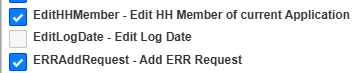 EditHHMember - Edit HH Member of current Application
EditLogDate - Edit Log Date
ERRAddRequest - Add ERR Request